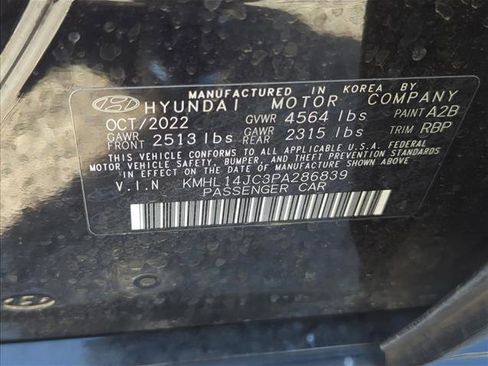 MANUFACTURED IN KOREA BY
HYUNDAI MOTOR COMPANY
OCT/2022 GVWR 4564 lbs PAINT A2B
GAWR FRONT 2513 lbs GAWR REAR 2315 lbs TRIM RBP
THIS VEHICLE CONFORMS TO ALL APPLICABLE U.S.A. FEDERAL
MOTOR VEHICLE SAFETY, BUMPER, AND THEFT PREVENTION STANDARDS
IN EFFECT ON THE DATE OF MANUFACTURE SHOWN ABOVE.
V.I.N KMHL14JC3PA286839
PASSENGER CAR